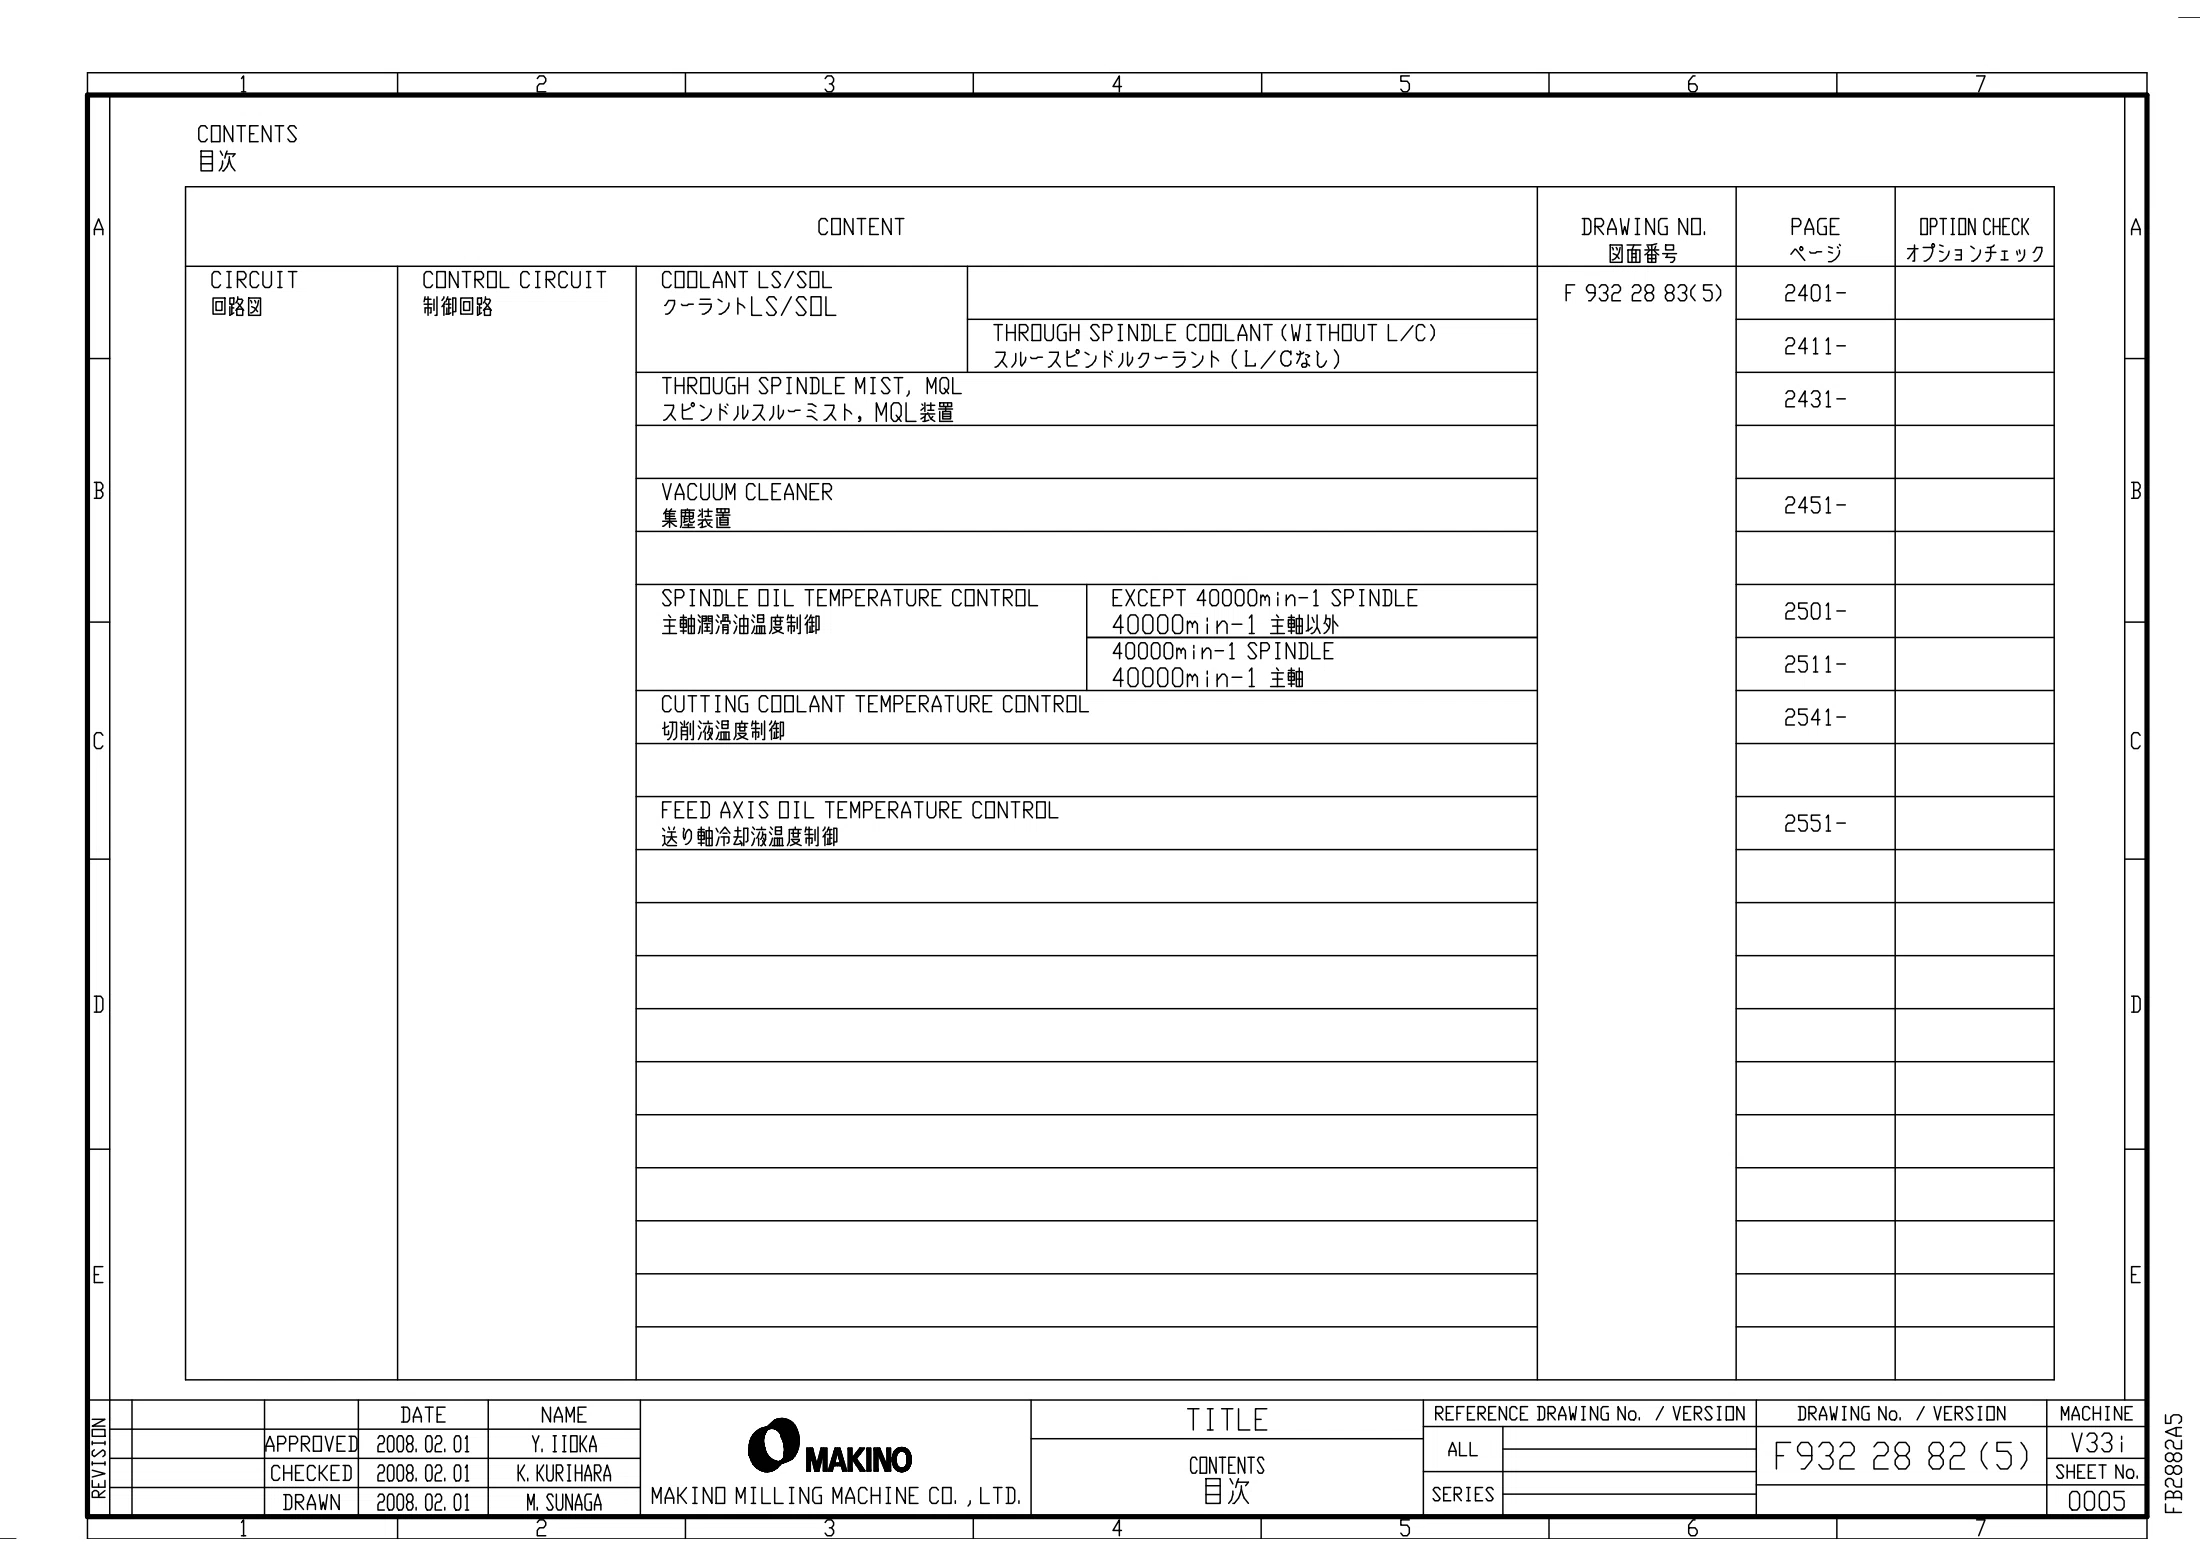 1 2 3 4 5 6 7
CONTENTS
目次
CONTENT
DRAWING NO.
図面番号
PAGE
ページ
OPTION CHECK
オプションチェック
A A
CIRCUIT
回路図
CONTROL CIRCUIT
制御回路
COOLANT LS/SOL
クーラントLS/SOL
F 932 28 83(5)
2401-
THROUGH SPINDLE COOLANT(WITHOUT L/C)
スルースピンドルクーラント(L/Cなし)
2411-
THROUGH SPINDLE MIST, MQL
スピンドルスルーミスト,MQL装置
2431-
B B
VACUUM CLEANER
集塵装置
2451-
SPINDLE OIL TEMPERATURE CONTROL
主軸潤滑油温度制御
EXCEPT 40000min-1 SPINDLE
40000min-1 主軸以外
2501-
40000min-1 SPINDLE
40000min-1 主軸
2511-
CUTTING COOLANT TEMPERATURE CONTROL
切削液温度制御
2541-
C C
FEED AXIS OIL TEMPERATURE CONTROL
送り軸冷却液温度制御
2551-
D D
E E
REVISION
DATE NAME
APPROVED 2008.02.01 Y.IIOKA
CHECKED 2008.02.01 K.KURIHARA
DRAWN 2008.02.01 M.SUNAGA
MAKINO
MAKINO MILLING MACHINE CO.,LTD.
TITLE
CONTENTS
目次
REFERENCE DRAWING No. / VERSION
ALL
SERIES
DRAWING No. / VERSION
F932 28 82(5)
MACHINE
V33i
SHEET No.
0005
FB2882A5
1 2 3 4 5 6 7